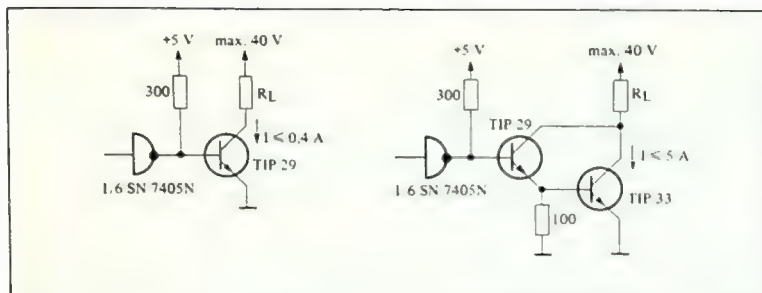 +5 V
max. 40 V
300
R_L
I ≤ 0,4 A
TIP 29
1/6 SN 7405N
+5 V
max. 40 V
300
R_L
TIP 29
I ≤ 5 A
1/6 SN 7405N
TIP 33
100